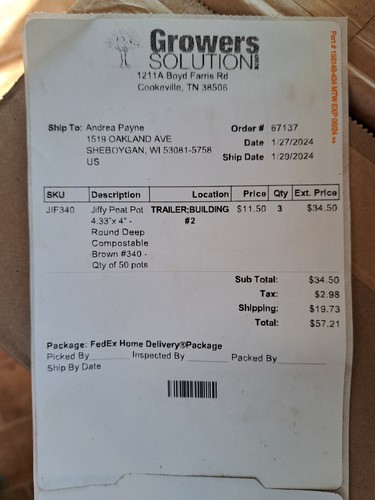 Growers
SOLUTION
1211A Boyd Farris Rd
Cookeville, TN 38506
Ship To: Andrea Payne
1519 OAKLAND AVE
SHEBOYGAN, WI 53081-5758
US
Order # 67137
Date 1/27/2024
Ship Date 1/29/2024
SKU Description Location Price Qty Ext. Price
JIF340 Jiffy Peat Pot TRAILER;BUILDING $11.50 3 $34.50
4.33"x 4" - #2
Round Deep
Compostable
Brown #340 -
Qty of 50 pots
Sub Total: $34.50
Tax: $2.98
Shipping: $19.73
Total: $57.21
Package: FedEx Home Delivery®Package
Picked By Inspected By Packed By
Ship By Date